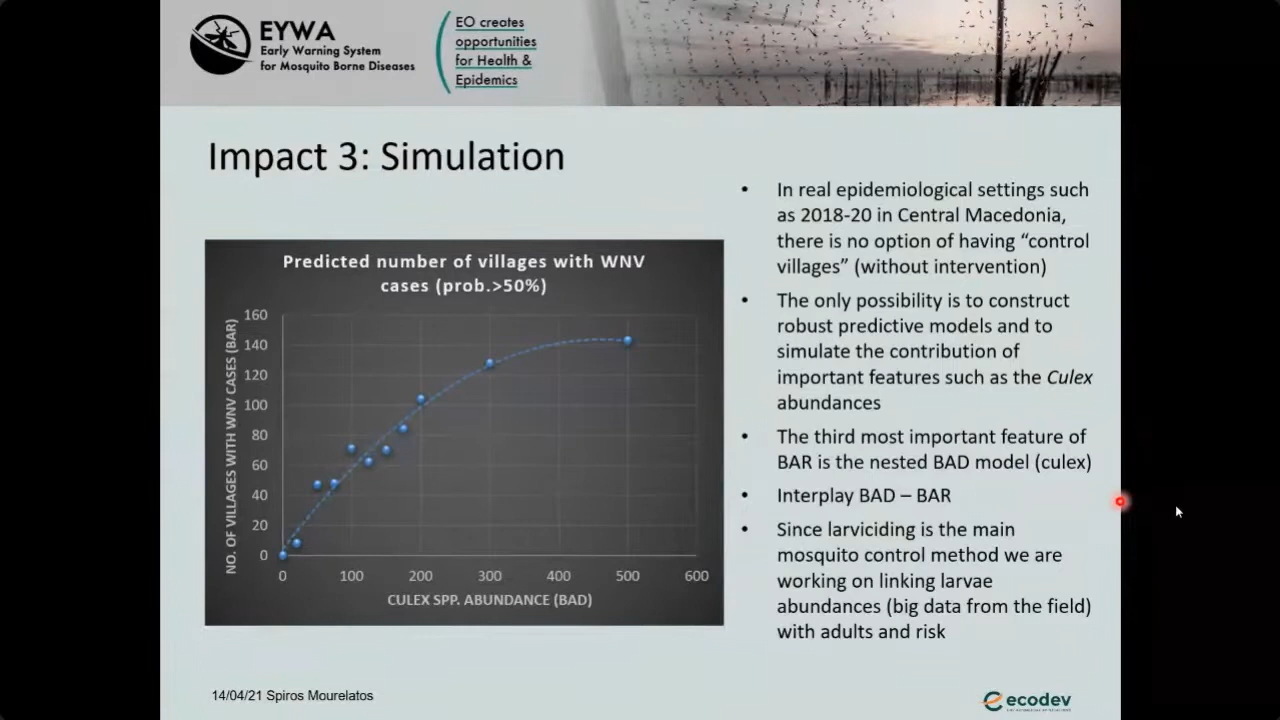 EYWA
Early Warning System
for Mosquito Borne Diseases
EO creates
opportunities
for Health &
Epidemics
Impact 3: Simulation
Predicted number of villages with WNV
cases (prob.>50%)
NO. OF VILLAGES WITH WNV CASES (BAR)
160
140
120
100
80
60
40
20
0
0 100 200 300 400 500 600
CULEX SPP. ABUNDANCE (BAD)
• In real epidemiological settings such
as 2018-20 in Central Macedonia,
there is no option of having “control
villages” (without intervention)
• The only possibility is to construct
robust predictive models and to
simulate the contribution of
important features such as the Culex
abundances
• The third most important feature of
BAR is the nested BAD model (culex)
• Interplay BAD – BAR
• Since larviciding is the main
mosquito control method we are
working on linking larvae
abundances (big data from the field)
with adults and risk
14/04/21 Spiros Mourelatos
ecodev